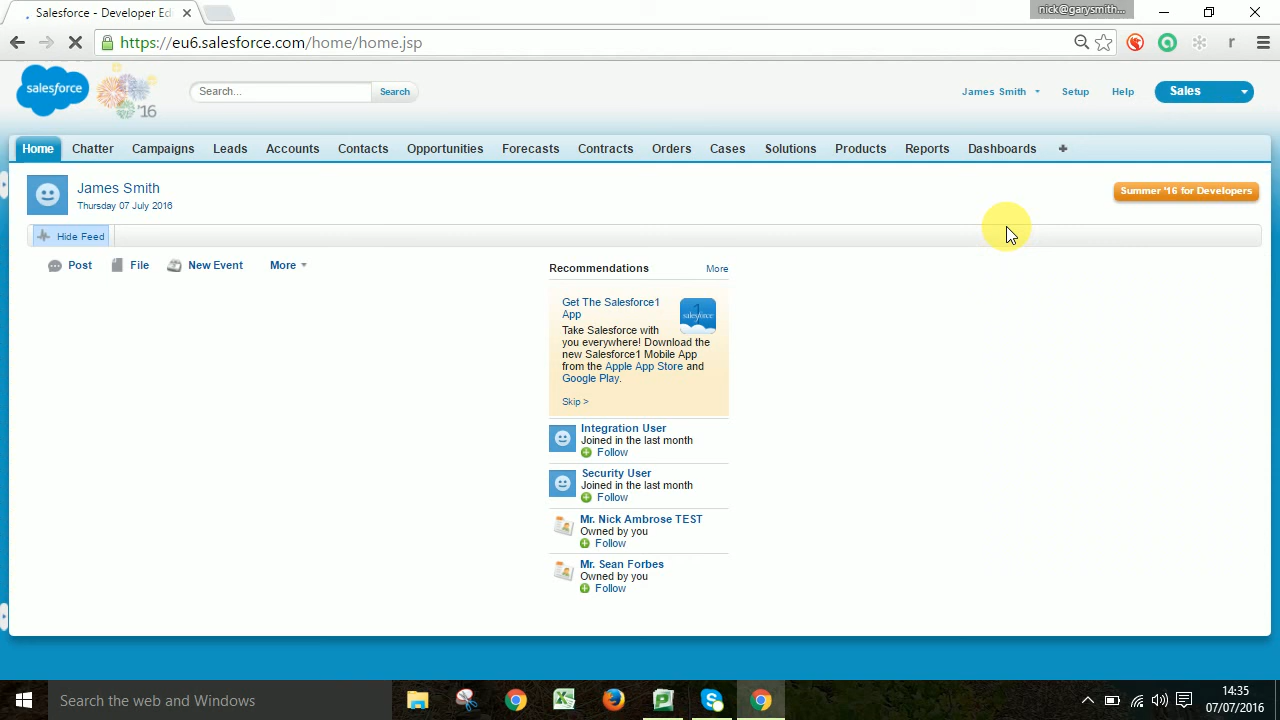 Salesforce - Developer Ed
nick@garysmith...
https://eu6.salesforce.com/home/home.jsp
r
salesforce
'16
Search...
Search
James Smith
Setup
Help
Sales
Home
Chatter
Campaigns
Leads
Accounts
Contacts
Opportunities
Forecasts
Contracts
Orders
Cases
Solutions
Products
Reports
Dashboards
James Smith
Thursday 07 July 2016
Summer '16 for Developers
Hide Feed
Post
File
New Event
More
Recommendations
More
Get The Salesforce1
App
salesforce
Take Salesforce with
you everywhere! Download the
new Salesforce1 Mobile App
from the Apple App Store and
Google Play.
Skip >
Integration User
Joined in the last month
Follow
Security User
Joined in the last month
Follow
Mr. Nick Ambrose TEST
Owned by you
Follow
Mr. Sean Forbes
Owned by you
Follow
Search the web and Windows
14:35
07/07/2016